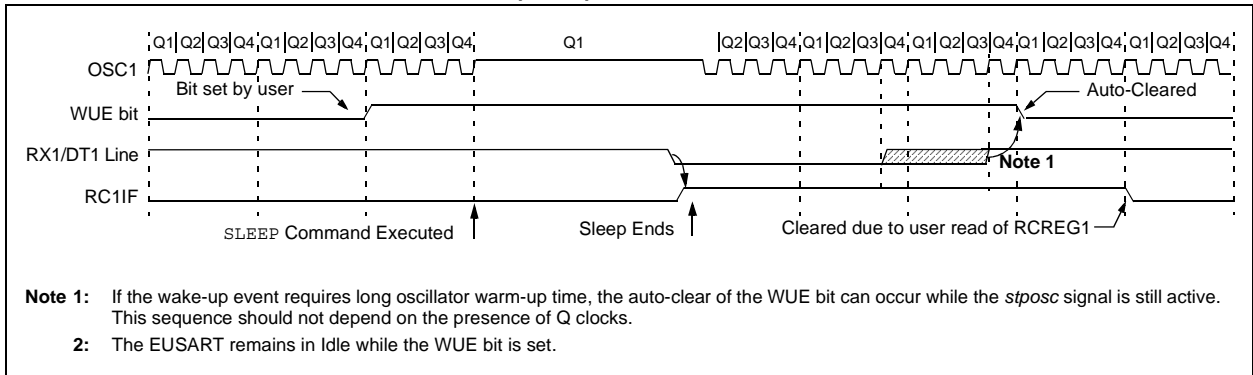 Q1 Q2 Q3 Q4 Q1 Q2 Q3 Q4 Q1 Q2 Q3 Q4 Q1 Q2 Q3 Q4 Q1 Q2 Q3 Q4 Q1 Q2 Q3 Q4 Q1 Q2 Q3 Q4
OSC1
Bit set by user
Auto-Cleared
WUE bit
RX1/DT1 Line
Note 1
RC1IF
SLEEP Command Executed
Sleep Ends
Cleared due to user read of RCREG1
Note 1: If the wake-up event requires long oscillator warm-up time, the auto-clear of the WUE bit can occur while the stposc signal is still active.
This sequence should not depend on the presence of Q clocks.
2: The EUSART remains in Idle while the WUE bit is set.